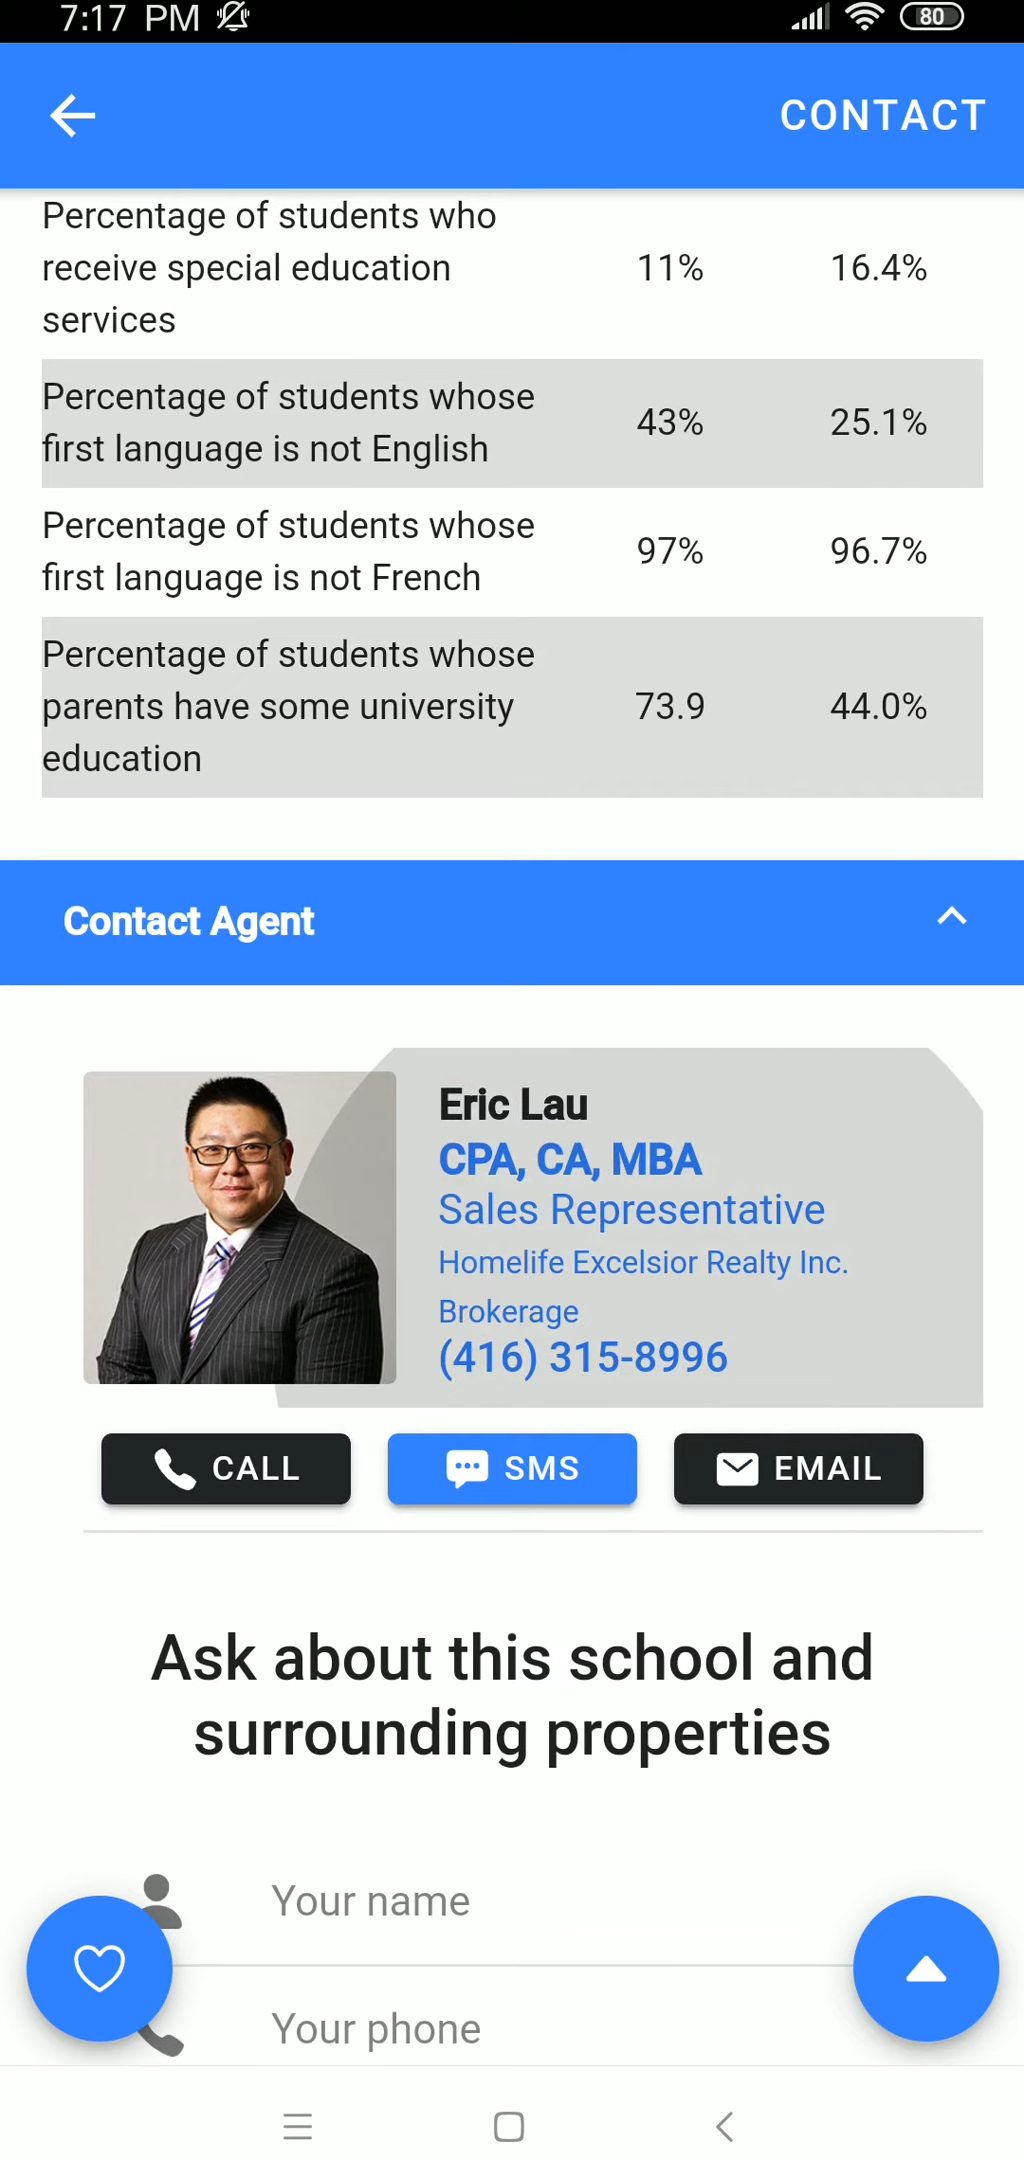 7:17 PM 80
CONTACT
Percentage of students who
receive special education 11% 16.4%
services
Percentage of students whose
first language is not English 43% 25.1%
Percentage of students whose
first language is not French 97% 96.7%
Percentage of students whose
parents have some university 73.9 44.0%
education
Contact Agent
Eric Lau
CPA, CA, MBA
Sales Representative
Homelife Excelsior Realty Inc.
Brokerage
(416) 315-8996
CALL SMS EMAIL
Ask about this school and
surrounding properties
Your name
Your phone